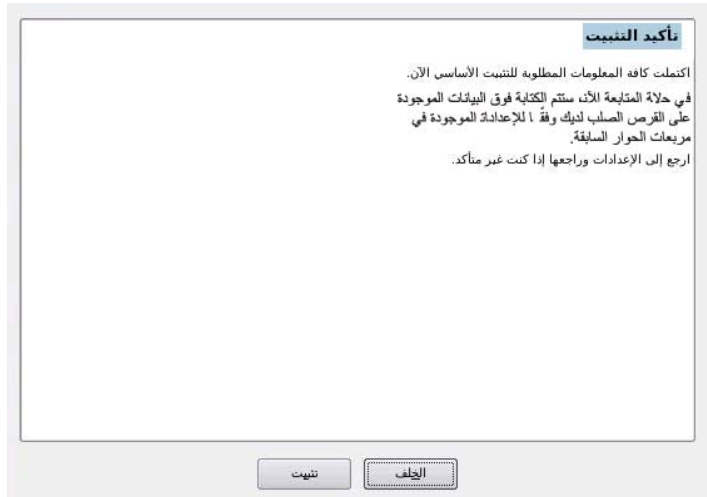 تأكيد التثبيت
اكتملت كافة المعلومات المطلوبة للتثبيت الأساسي الآن.
في حالة المتابعة الآن، ستتم الكتابة فوق البيانات الموجودة
على القرص الصلب لديك وفقًا للإعدادات الموجودة في
مربعات الحوار السابقة.
ارجع إلى الإعدادات وراجعها إذا كنت غير متأكد.
الخلف
تثبيت